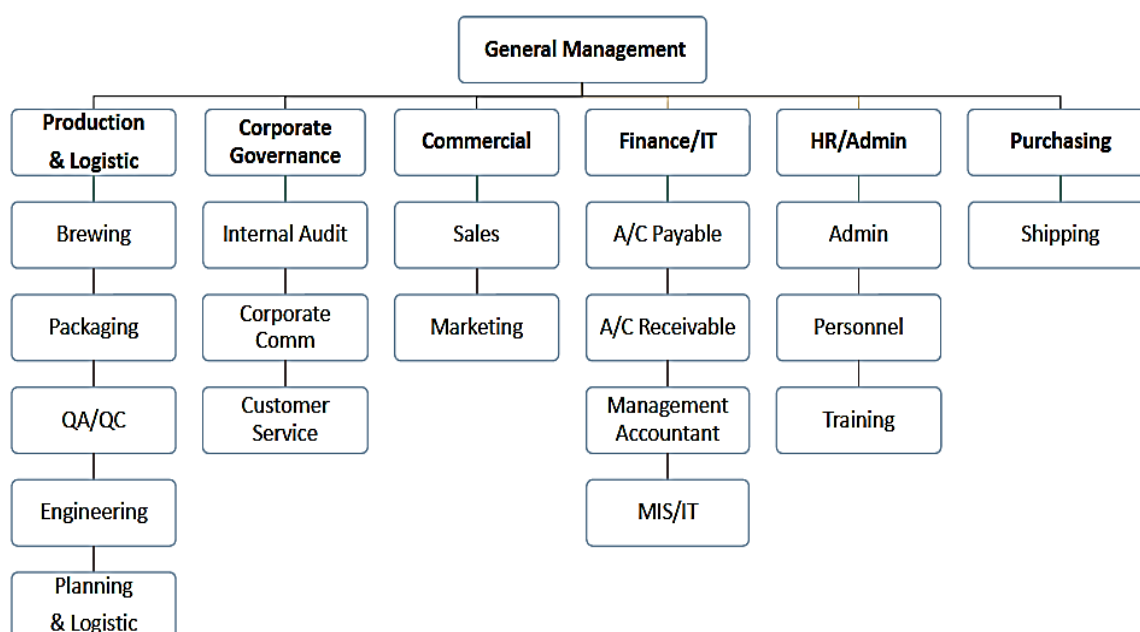 General Management
Production
& Logistic
Corporate
Governance
Commercial
Finance/IT
HR/Admin
Purchasing
Brewing
Internal Audit
Sales
A/C Payable
Admin
Shipping
Packaging
Corporate
Comm
Marketing
A/C Receivable
Personnel
QA/QC
Customer
Service
Management
Accountant
Training
Engineering
MIS/IT
Planning
& Logistic